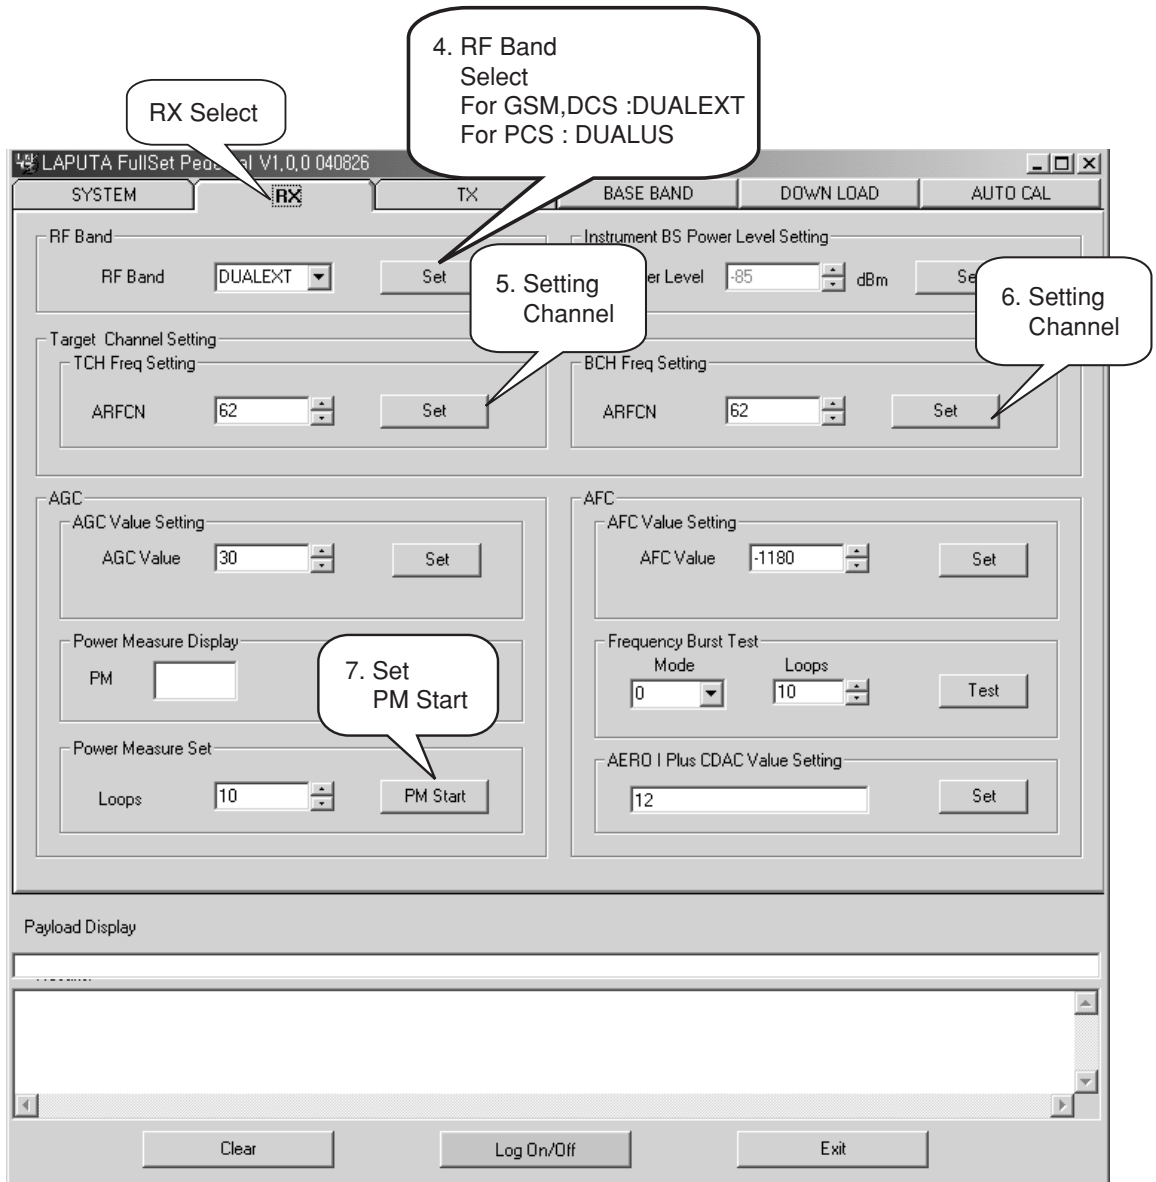 4. RF Band
Select
For GSM,DCS :DUALEXT
For PCS : DUALUS
RX Select
LAPUTA FullSet V1,0,0 040826
SYSTEM RX TX BASE BAND DOWN LOAD AUTO CAL
RF Band
RF Band DUALEXT Set
Instrument BS Power Level Setting
Level -85 dBm
5. Setting
Channel
6. Setting
Channel
Target Channel Setting
TCH Freq Setting
ARFCN 62 Set
BCH Freq Setting
ARFCN 62 Set
AGC
AGC Value Setting
AGC Value 30 Set
AFC
AFC Value Setting
AFC Value -1180 Set
Power Measure Display
PM
7. Set
PM Start
Frequency Burst Test
Mode Loops
0 10 Test
Power Measure Set
Loops 10 PM Start
AERO I Plus CDAC Value Setting
12 Set
Payload Display
Clear Log On/Off Exit